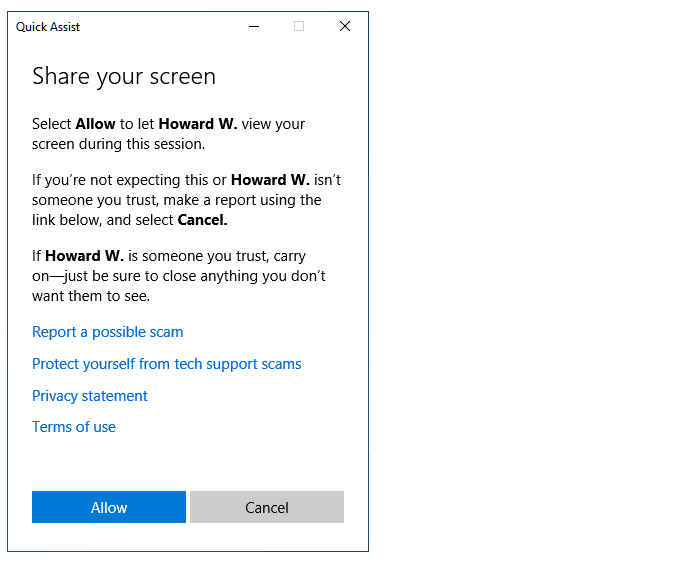 Quick Assist
Share your screen
Select Allow to let Howard W. view your
screen during this session.
If you're not expecting this or Howard W. isn't
someone you trust, make a report using the
link below, and select Cancel.
If Howard W. is someone you trust, carry
on—just be sure to close anything you don't
want them to see.
Report a possible scam
Protect yourself from tech support scams
Privacy statement
Terms of use
Allow Cancel